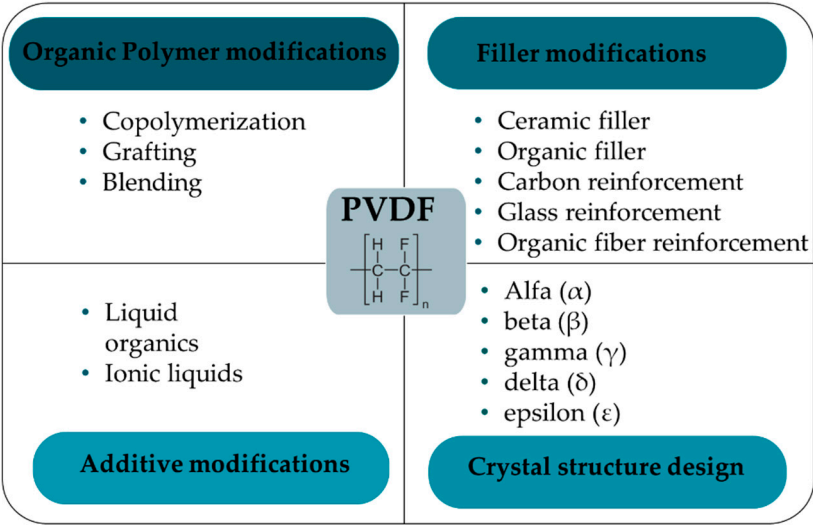 Organic Polymer modifications
• Copolymerization
• Grafting
• Blending
Filler modifications
• Ceramic filler
• Organic filler
• Carbon reinforcement
• Glass reinforcement
• Organic fiber reinforcement
PVDF
H F
C C
H F
n
• Liquid
organics
• Ionic liquids
Additive modifications
• Alfa (α)
• beta (β)
• gamma (γ)
• delta (δ)
• epsilon (ε)
Crystal structure design